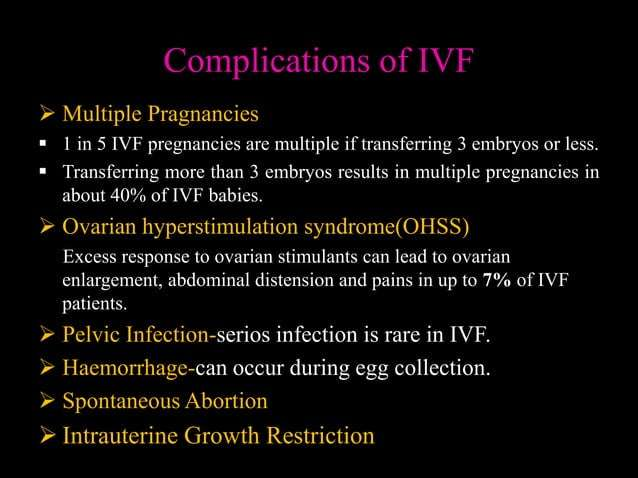 Complications of IVF
➢ Multiple Pragnancies
▪ 1 in 5 IVF pregnancies are multiple if transferring 3 embryos or less.
▪ Transferring more than 3 embryos results in multiple pregnancies in
about 40% of IVF babies.
➢ Ovarian hyperstimulation syndrome(OHSS)
Excess response to ovarian stimulants can lead to ovarian
enlargement, abdominal distension and pains in up to 7% of IVF
patients.
➢ Pelvic Infection-serios infection is rare in IVF.
➢ Haemorrhage-can occur during egg collection.
➢ Spontaneous Abortion
➢ Intrauterine Growth Restriction